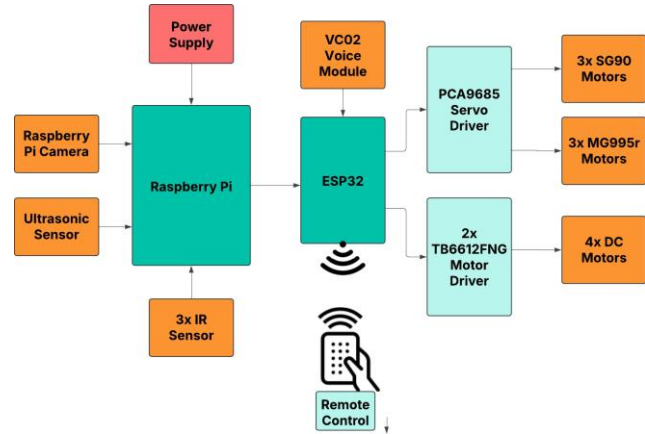 Power
Supply
VC02
Voice
Module
3x SG90
Motors
PCA9685
Servo
Driver
Raspberry
Pi Camera
3x MG995r
Motors
Raspberry Pi
ESP32
Ultrasonic
Sensor
2x
TB6612FNG
Motor
Driver
4x DC
Motors
3x IR
Sensor
Remote
Control